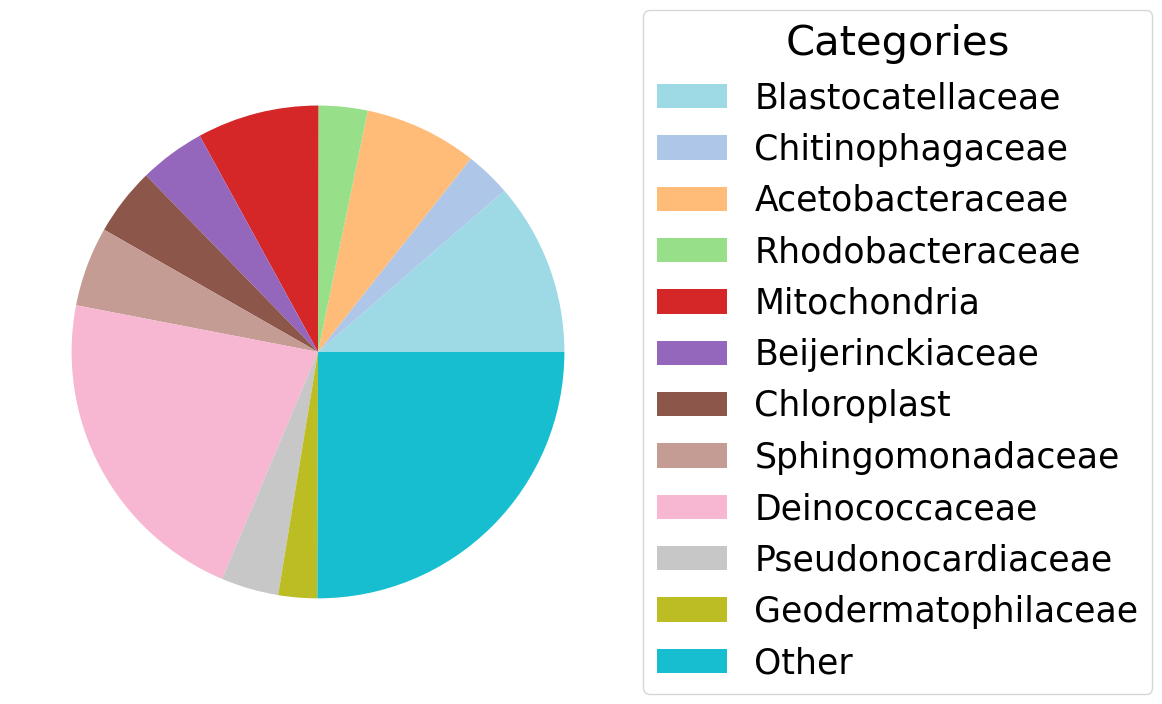 Categories
Blastocatellaceae
Chitinophagaceae
Acetobacteraceae
Rhodobacteraceae
Mitochondria
Beijerinckiaceae
Chloroplast
Sphingomonadaceae
Deinococcaceae
Pseudonocardiaceae
Geodermatophilaceae
Other